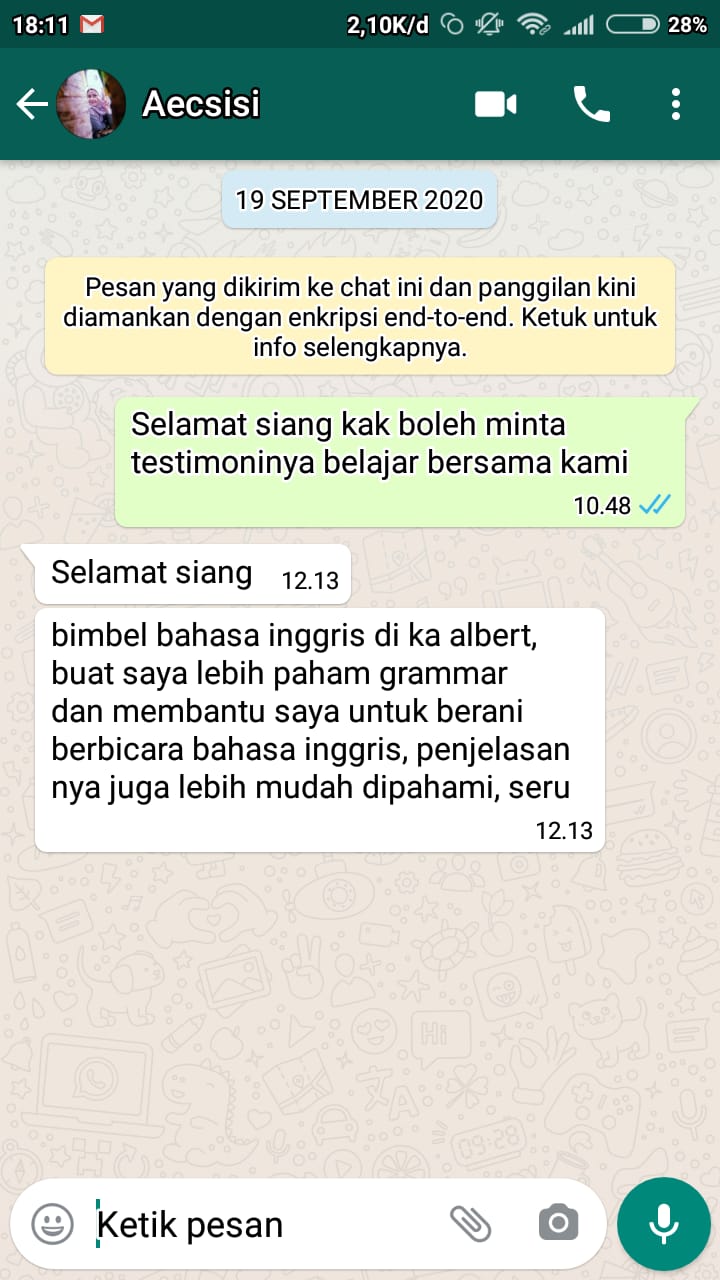 18:11 2,10K/d 28%
Aecsisi
19 SEPTEMBER 2020
Pesan yang dikirim ke chat ini dan panggilan kini
diamankan dengan enkripsi end-to-end. Ketuk untuk
info selengkapnya.
Selamat siang kak boleh minta
testimoninya belajar bersama kami
10.48
Selamat siang 12.13
bimbel bahasa inggris di ka albert,
buat saya lebih paham grammar
dan membantu saya untuk berani
berbicara bahasa inggris, penjelasan
nya juga lebih mudah dipahami, seru
12.13
Ketik pesan